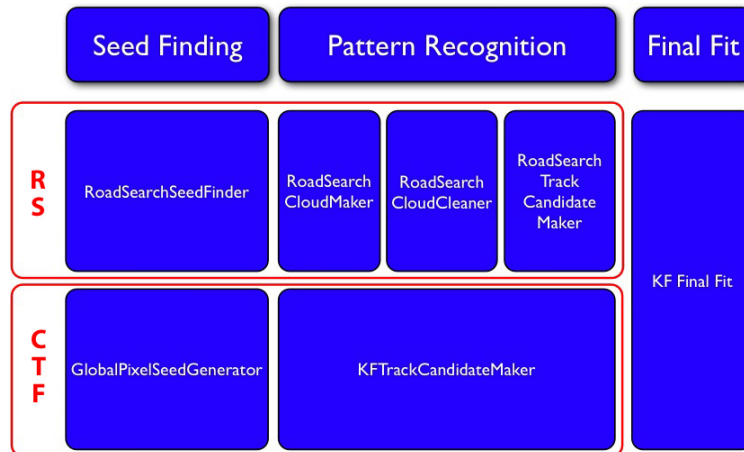 Seed Finding
Pattern Recognition
Final Fit
R
S
RoadSearchSeedFinder
RoadSearch
CloudMaker
RoadSearch
CloudCleaner
RoadSearch
Track
Candidate
Maker
KF Final Fit
C
T
F
GlobalPixelSeedGenerator
KFTrackCandidateMaker